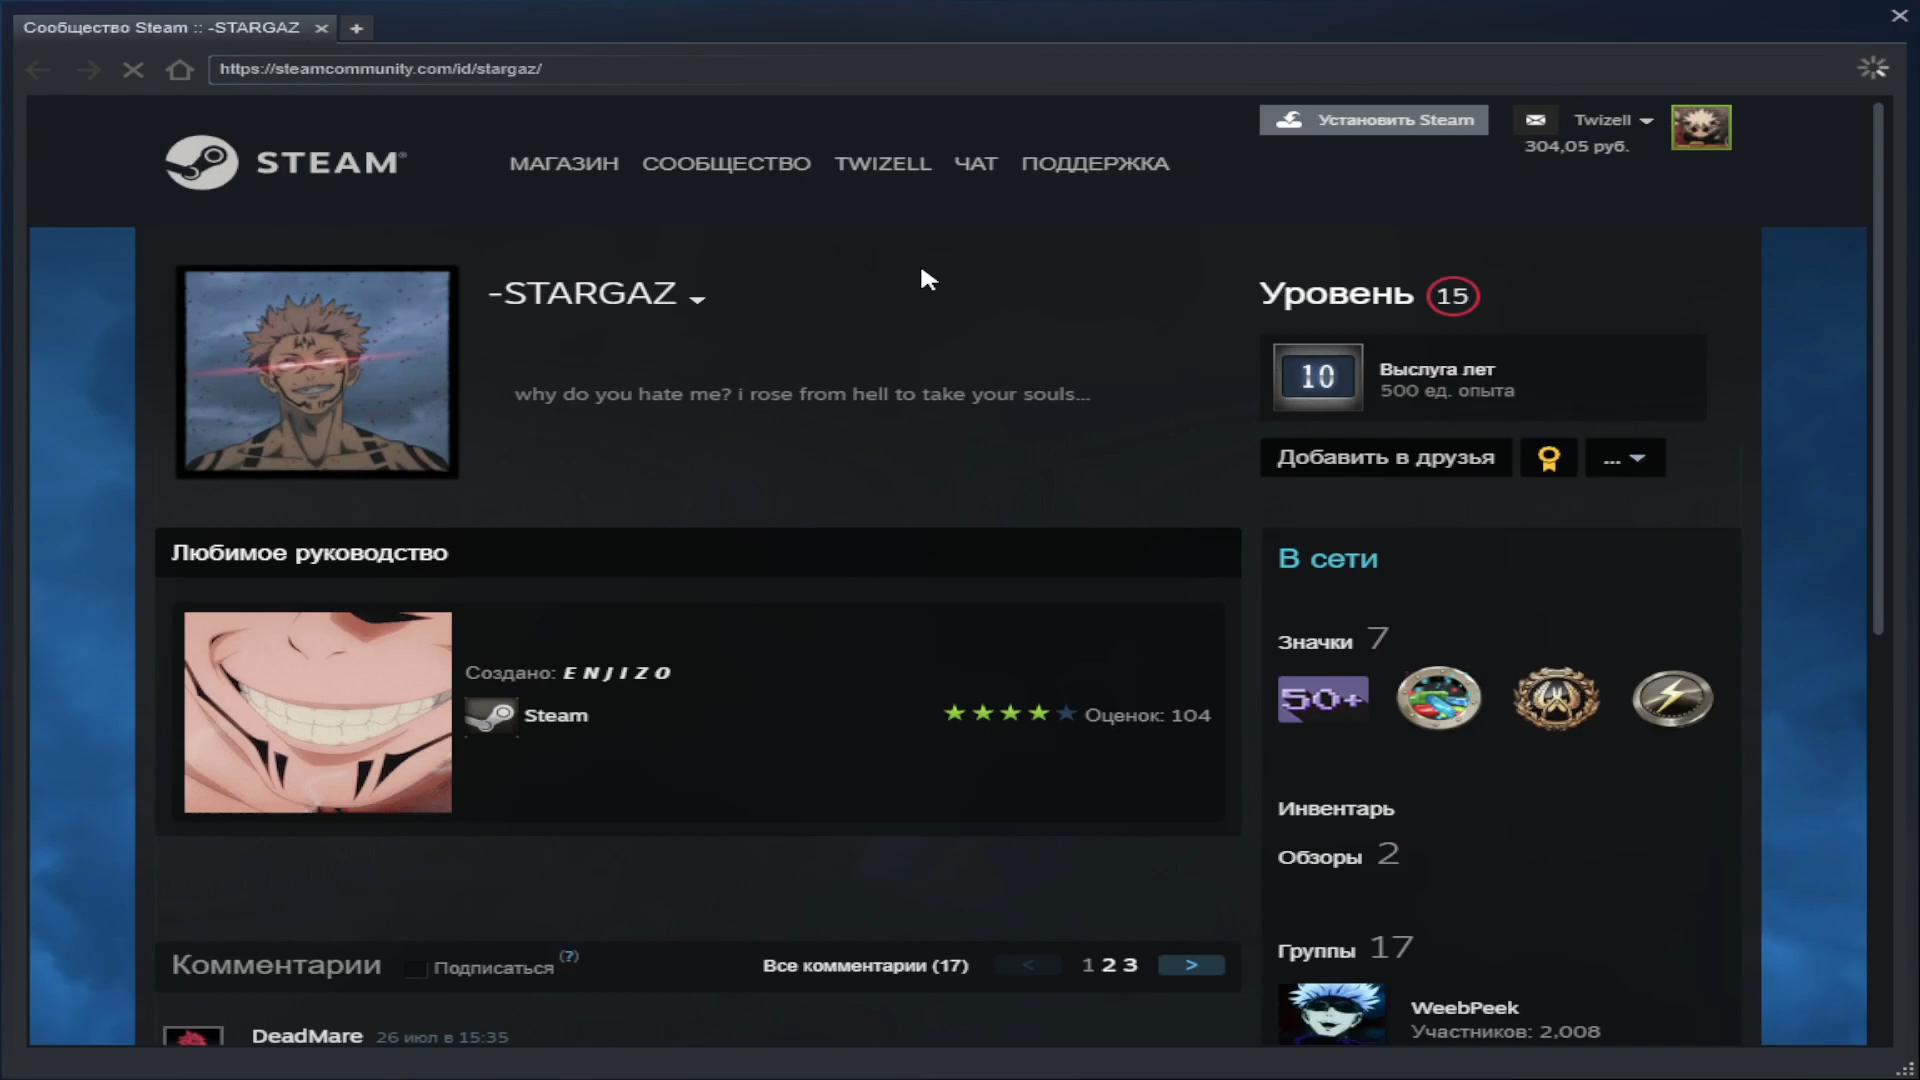 Сообщество Steam :: -STARGAZ
https://steamcommunity.com/id/stargaz/
Установить Steam
Twizell
304,05 руб.
STEAM®
МАГАЗИН СООБЩЕСТВО TWIZELL ЧАТ ПОДДЕРЖКА
-STARGAZ
why do you hate me? i rose from hell to take your souls...
Уровень 15
10
Выслуга лет
500 ед. опыта
Добавить в друзья
...
Любимое руководство
Создано: ENJIZO
Steam
Оценок: 104
В сети
Значки 7
50+
Инвентарь
Обзоры 2
Группы 17
WeebPeek
Участников: 2,008
Комментарии
Подписаться (?)
Все комментарии (17)
< 1 2 3 >
DeadMare 26 июл в 15:35